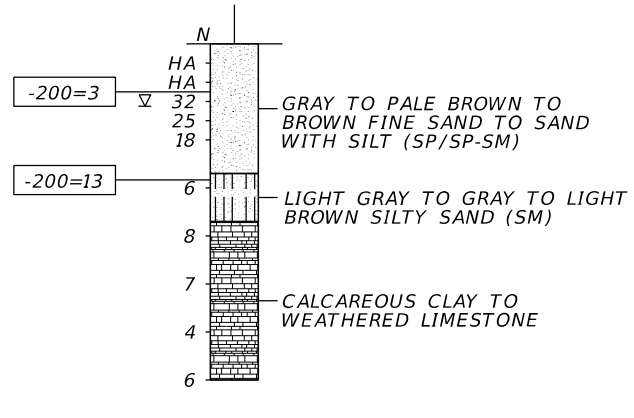 N
HA
HA
-200=3
32
25
18
GRAY TO PALE BROWN TO
BROWN FINE SAND TO SAND
WITH SILT (SP/SP-SM)
-200=13
6
LIGHT GRAY TO GRAY TO LIGHT
BROWN SILTY SAND (SM)
8
7
CALCAREOUS CLAY TO
WEATHERED LIMESTONE
4
6